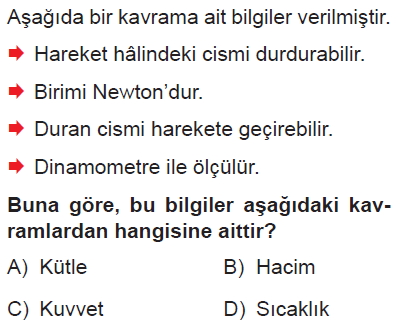 Aşağıda bir kavrama ait bilgiler verilmiştir.
Hareket hâlindeki cismi durdurabilir.
Birimi Newton’dur.
Duran cismi harekete geçirebilir.
Dinamometre ile ölçülür.
Buna göre, bu bilgiler aşağıdaki kav-
ramlardan hangisine aittir?
A) Kütle B) Hacim
C) Kuvvet D) Sıcaklık